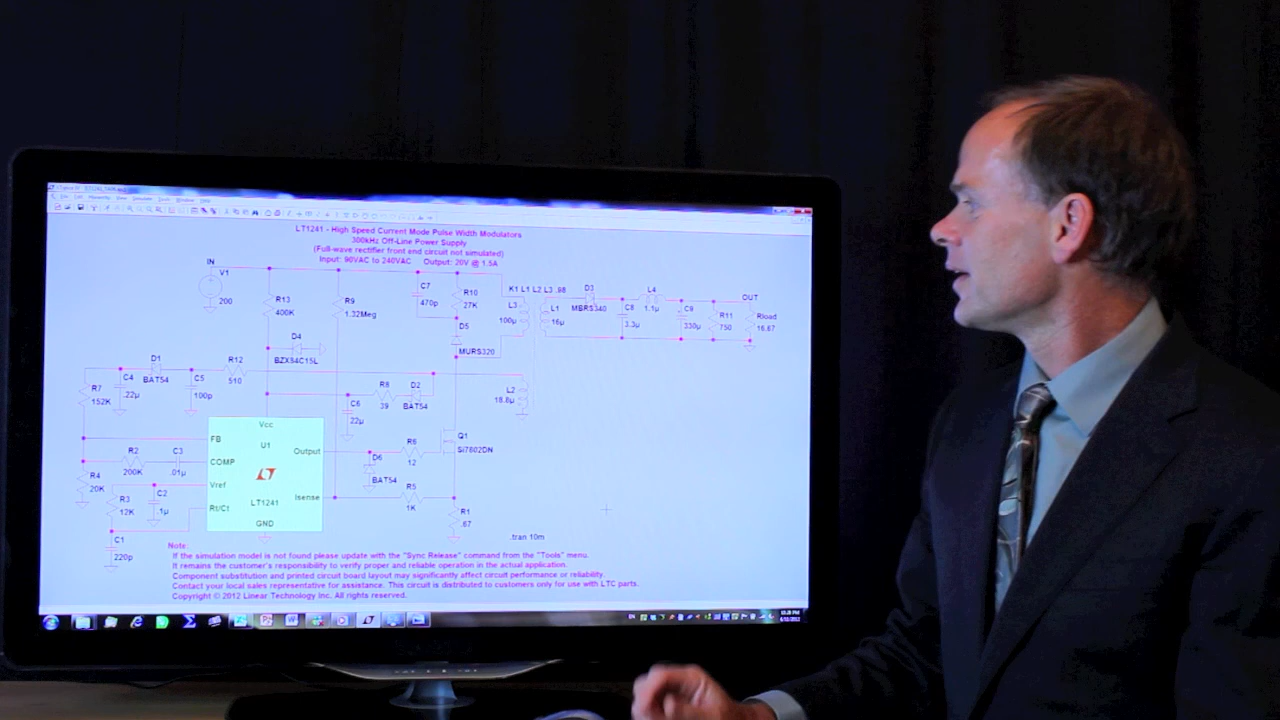 LT1241 - High Speed Current Mode Pulse Width Modulators
300kHz Off-Line Power Supply
(Full-wave rectifier front end circuit not simulated)
Input: 90VAC to 240VAC Output: 20V @ 1.5A
IN
V1
200
R13
400K
R9
1.32Meg
C7
470p
R10
27K
D5
MURS320
K1 L1 L2 L3 .98
L3
100µ
L1
16µ
D3
MBRS340
C8
3.3µ
L4
1.1µ
C9
330µ
R11
750
OUT
Rload
16.67
D4
BZX84C15L
D1
BAT54
R12
510
R7
152K
C4
.22µ
C5
100p
R8
39
D2
BAT54
C6
22µ
L2
18.8µ
Vcc
FB
U1
Output
COMP
Vref
Isense
Rt/Ct
LT1241
GND
R2
200K
C3
.01µ
R4
20K
R3
12K
C2
.1µ
C1
220p
D6
BAT54
R6
12
Q1
Si7802DN
R5
1K
R1
.67
.tran 10m
Note:
If the simulation model is not found please update with the "Sync Release" command from the "Tools" menu.
It remains the customer's responsibility to verify proper and reliable operation in the actual application.
Component substitution and printed circuit board layout may significantly affect circuit performance or reliability.
Contact your local sales representative for assistance. This circuit is distributed to customers only for use with LTC parts.
Copyright © 2012 Linear Technology Inc. All rights reserved.